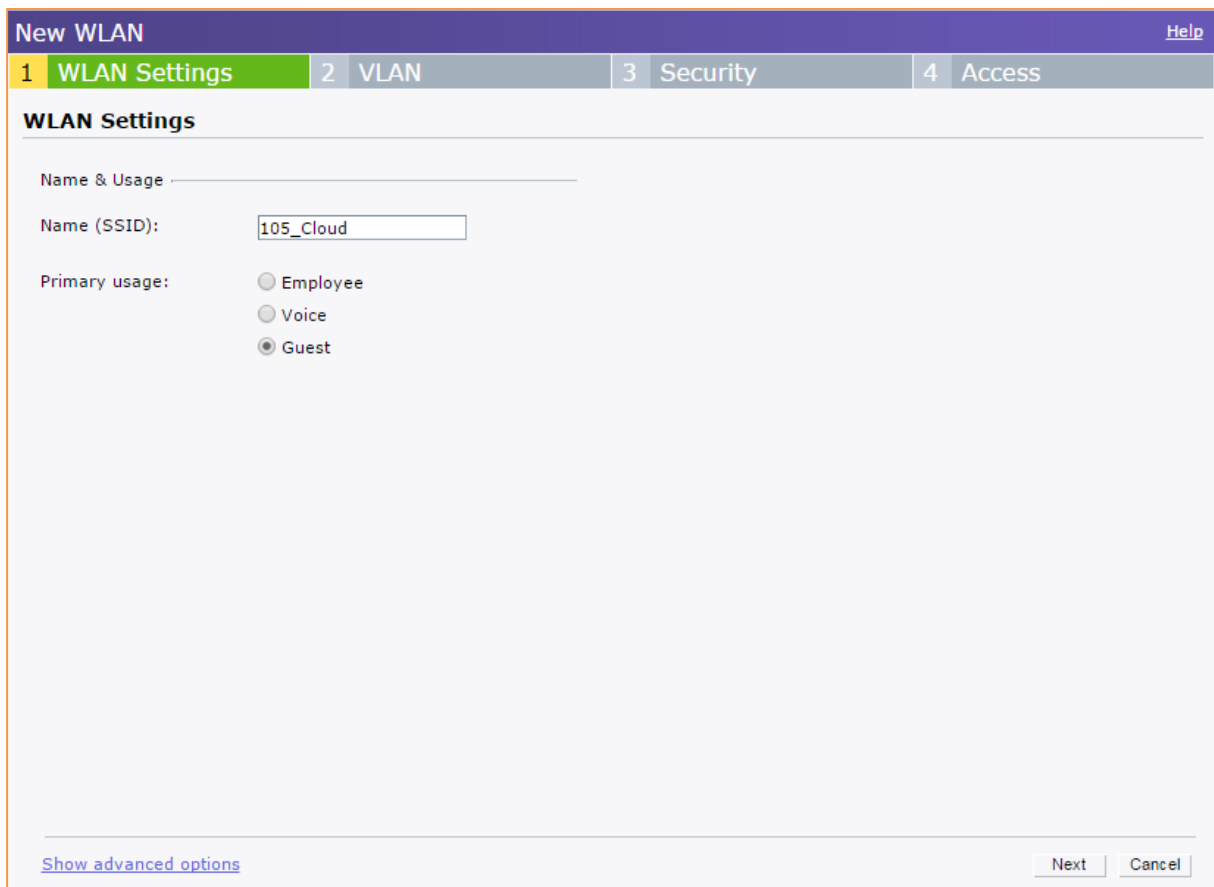 New WLAN Help
1 WLAN Settings 2 VLAN 3 Security 4 Access
WLAN Settings
Name & Usage
Name (SSID): 105_Cloud
Primary usage: Employee
Voice
Guest
Show advanced options Next Cancel